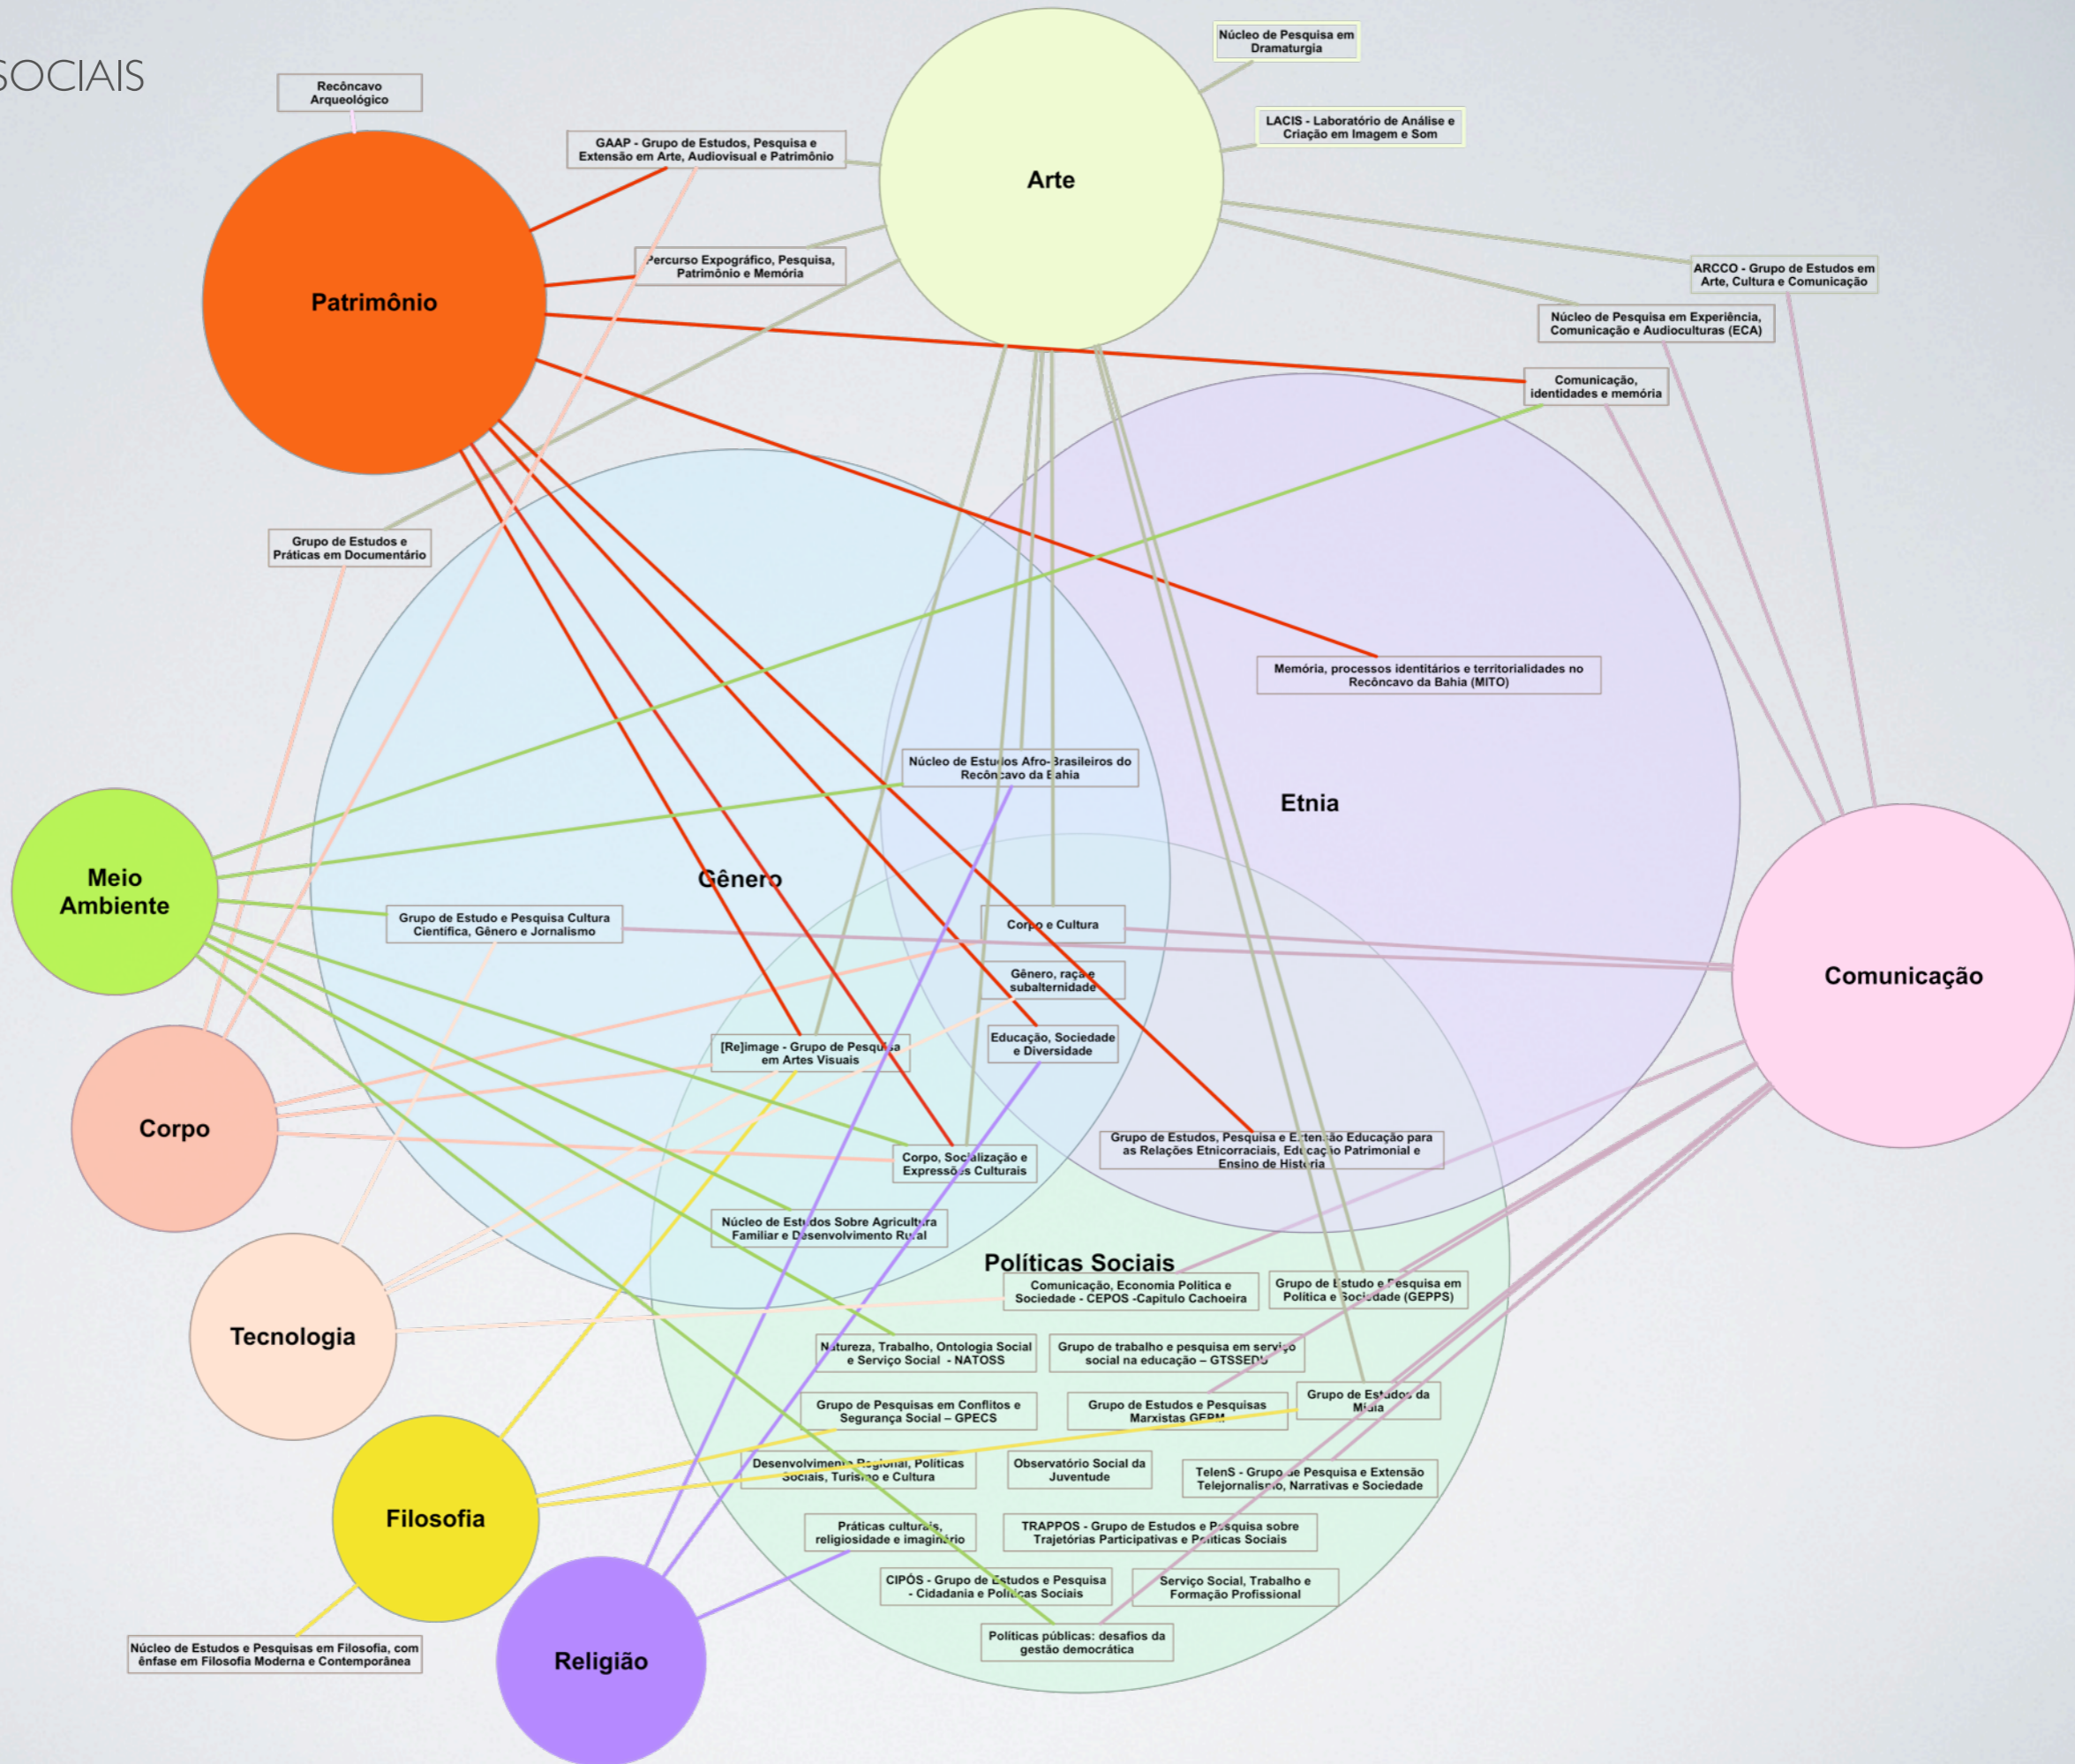 SOCIAIS
Núcleo de Pesquisa em
Dramaturgia
Recôncavo
Arqueológico
LACIS - Laboratório de Análise e
Criação em Imagem e Som
GAAP - Grupo de Estudos, Pesquisa e
Extensão em Arte, Audiovisual e Patrimônio
Arte
Percurso Expográfico, Pesquisa,
Patrimônio e Memória
ARCCO - Grupo de Estudos em
Arte, Cultura e Comunicação
Patrimônio
Núcleo de Pesquisa em Experiência,
Comunicação e Audioculturas (ECA)
Comunicação,
identidades e memória
Grupo de Estudos e
Práticas em Documentário
Memória, processos identitários e territorialidades no
Recôncavo da Bahia (MITO)
Núcleo de Estudos Afro-Brasileiros do
Recôncavo da Bahia
Etnia
Meio
Ambiente
Gênero
Grupo de Estudo e Pesquisa Cultura
Científica, Gênero e Jornalismo
Corpo e Cultura
Comunicação
Gênero, raça e
subalternidade
[Re]image - Grupo de Pesquisa
em Artes Visuais
Educação, Sociedade
e Diversidade
Corpo
Grupo de Estudos, Pesquisa e Extensão Educação para
as Relações Etnicorraciais, Educação Patrimonial e
Ensino de História
Corpo, Socialização e
Expressões Culturais
Núcleo de Estudos Sobre Agricultura
Familiar e Desenvolvimento Rural
Políticas Sociais
Comunicação, Economia Politica e
Sociedade - CEPOS -Capitulo Cachoeira
Grupo de Estudo e Pesquisa em
Política e Sociedade (GEPPS)
Tecnologia
Natureza, Trabalho, Ontologia Social
e Serviço Social - NATOSS
Grupo de trabalho e pesquisa em serviço
social na educação – GTSSEDU
Grupo de Pesquisas em Conflitos e
Segurança Social – GPECS
Grupo de Estudos e Pesquisas
Marxistas GEPM
Grupo de Estudos da
Mídia
Desenvolvimento Regional, Políticas
Sociais, Turismo e Cultura
Observatório Social da
Juventude
TelenS - Grupo de Pesquisa e Extensão
Telejornalismo, Narrativas e Sociedade
Filosofia
Práticas culturais,
religiosidade e imaginário
TRAPPOS - Grupo de Estudos e Pesquisa sobre
Trajetórias Participativas e Políticas Sociais
CIPÓS - Grupo de Estudos e Pesquisa
- Cidadania e Políticas Sociais
Serviço Social, Trabalho e
Formação Profissional
Núcleo de Estudos e Pesquisas em Filosofia, com
ênfase em Filosofia Moderna e Contemporânea
Religião
Políticas públicas: desafios da
gestão democrática